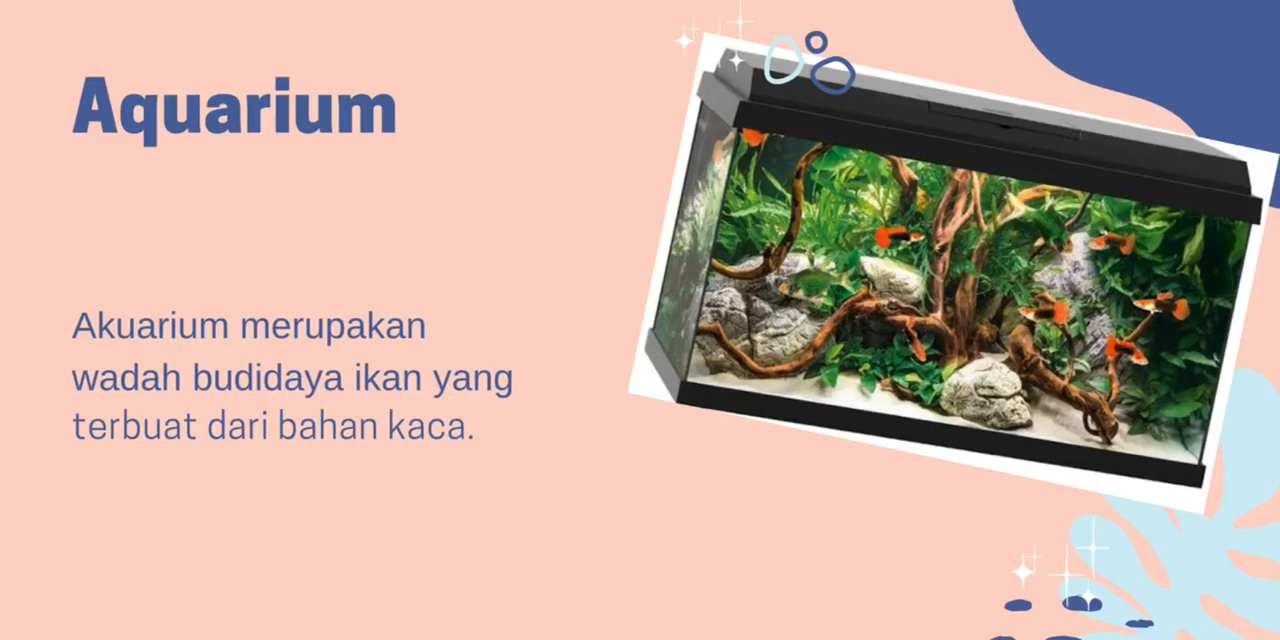 Aquarium
Akuarium merupakan
wadah budidaya ikan yang
terbuat dari bahan kaca.